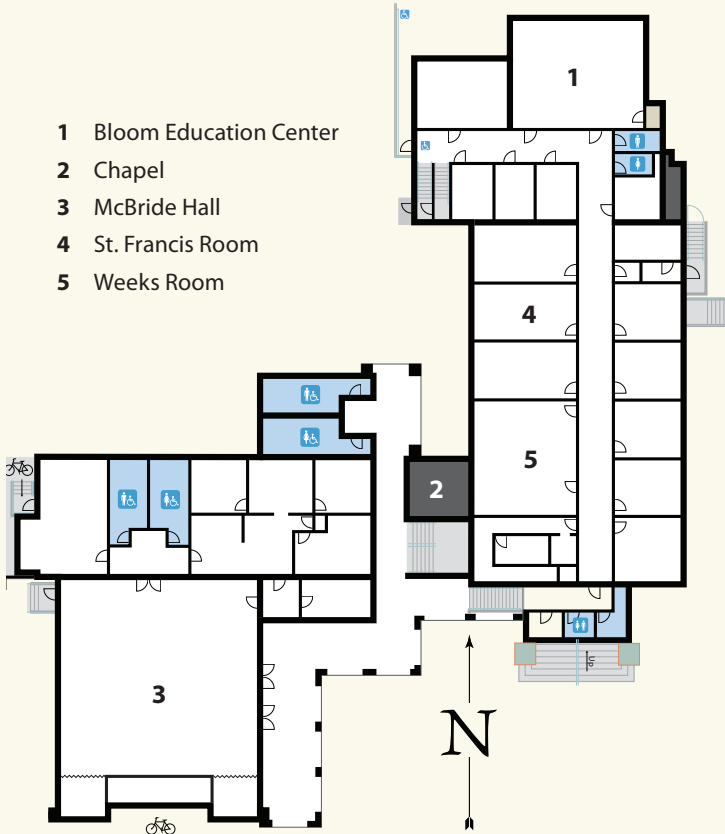 1 Bloom Education Center
2 Chapel
3 McBride Hall
4 St. Francis Room
5 Weeks Room
1
4
5
2
3
UP
N